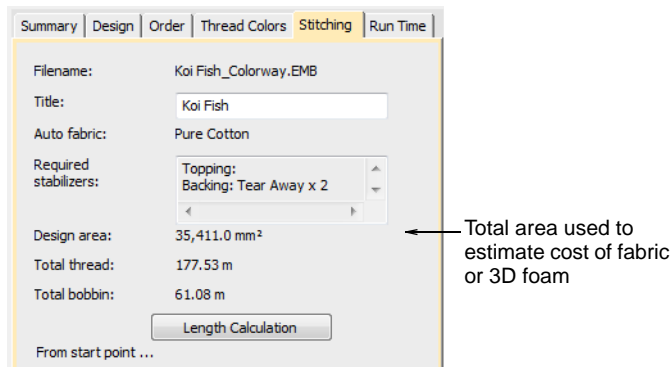 Summary Design Order Thread Colors Stitching Run Time
Filename: Koi Fish_Colorway.EMB
Title: Koi Fish
Auto fabric: Pure Cotton
Required stabilizers: Topping:
Backing: Tear Away x 2
Design area: 35,411.0 mm²
Total thread: 177.53 m
Total bobbin: 61.08 m
Length Calculation
From start point ...
Total area used to
estimate cost of fabric
or 3D foam